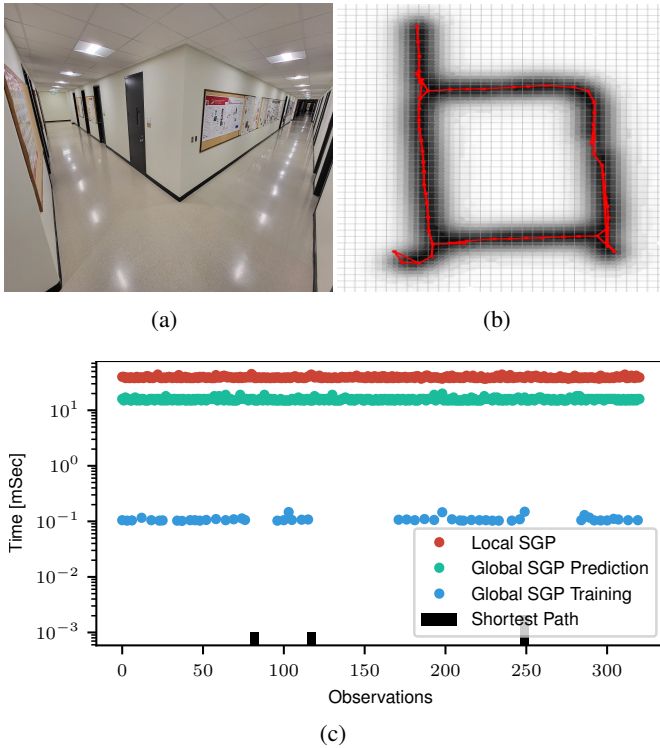 (a)
(b)
Time [mSec]
10^1
10^0
10^-1
10^-2
10^-3
Local SGP
Global SGP Prediction
Global SGP Training
Shortest Path
0 50 100 150 200 250 300
Observations
(c)